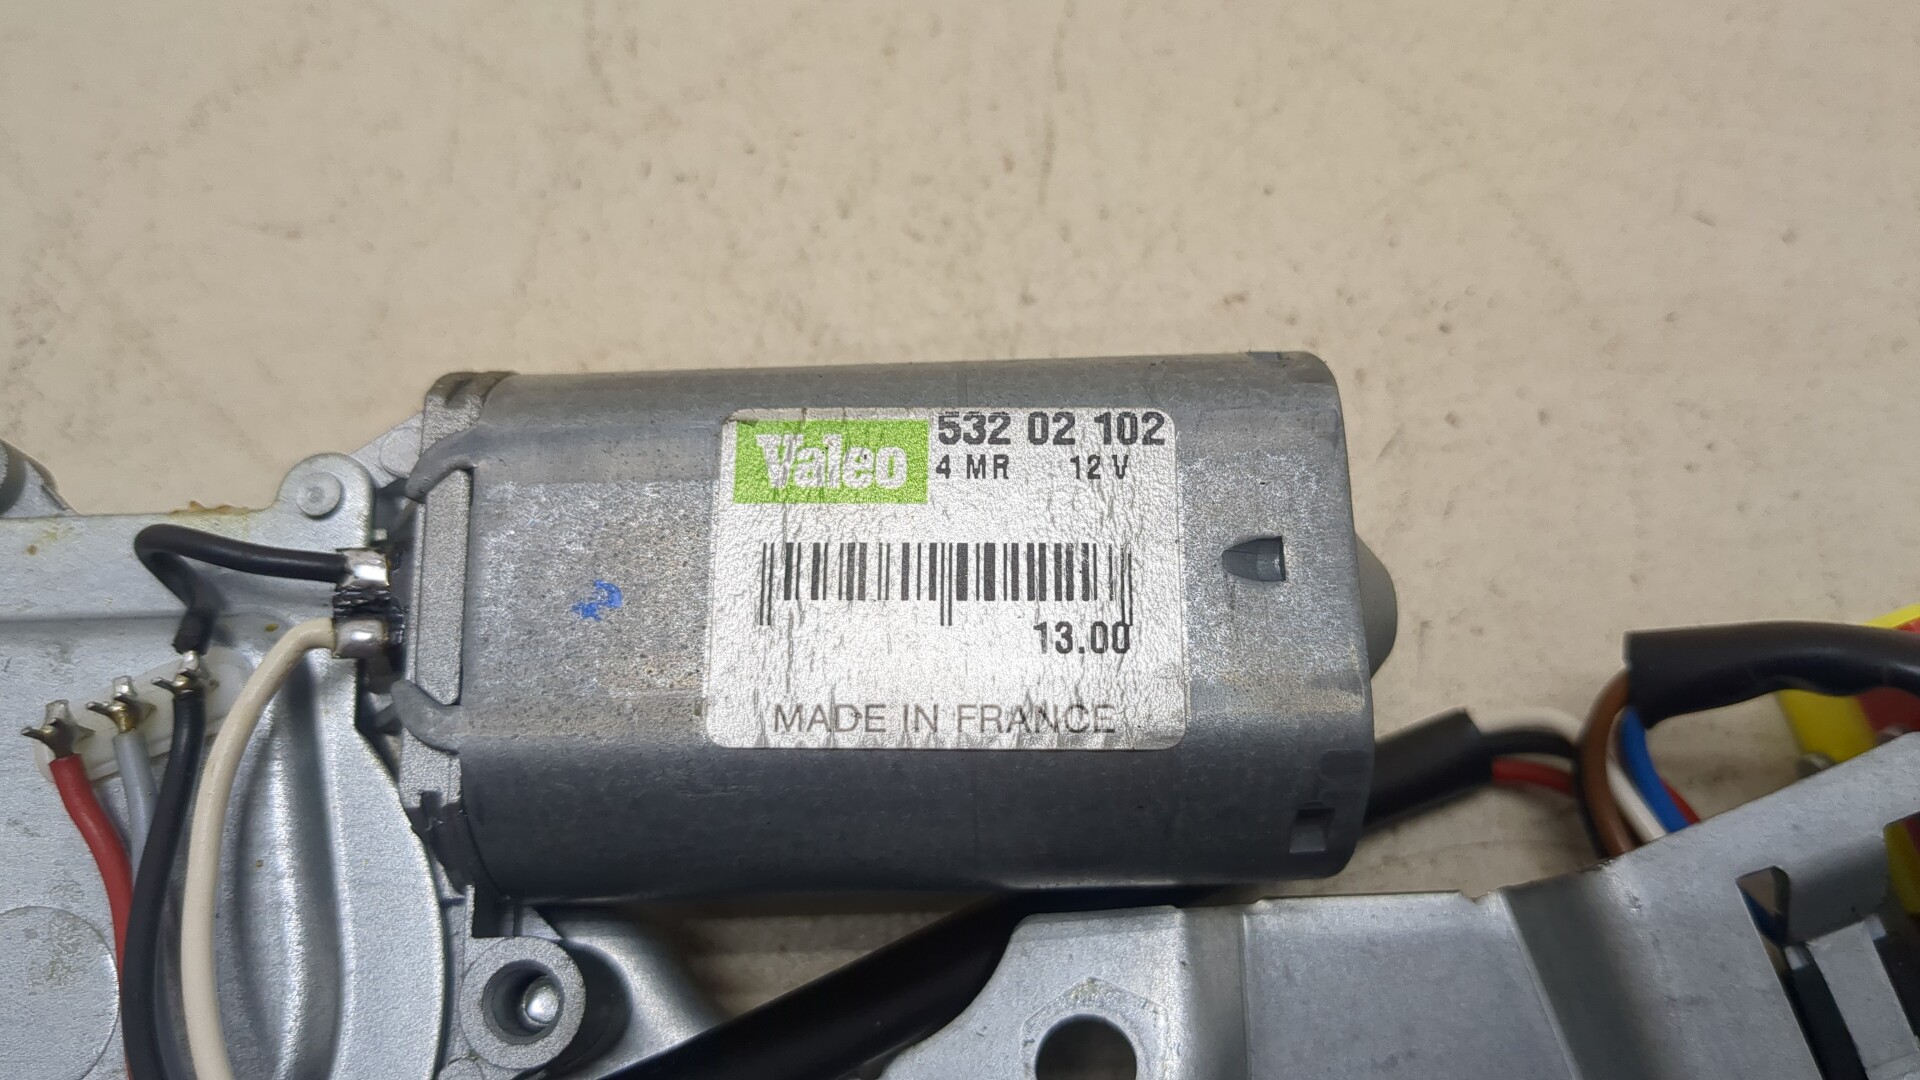 Valeo
532 02 102
4 MR 12 V
13.00
MADE IN FRANCE